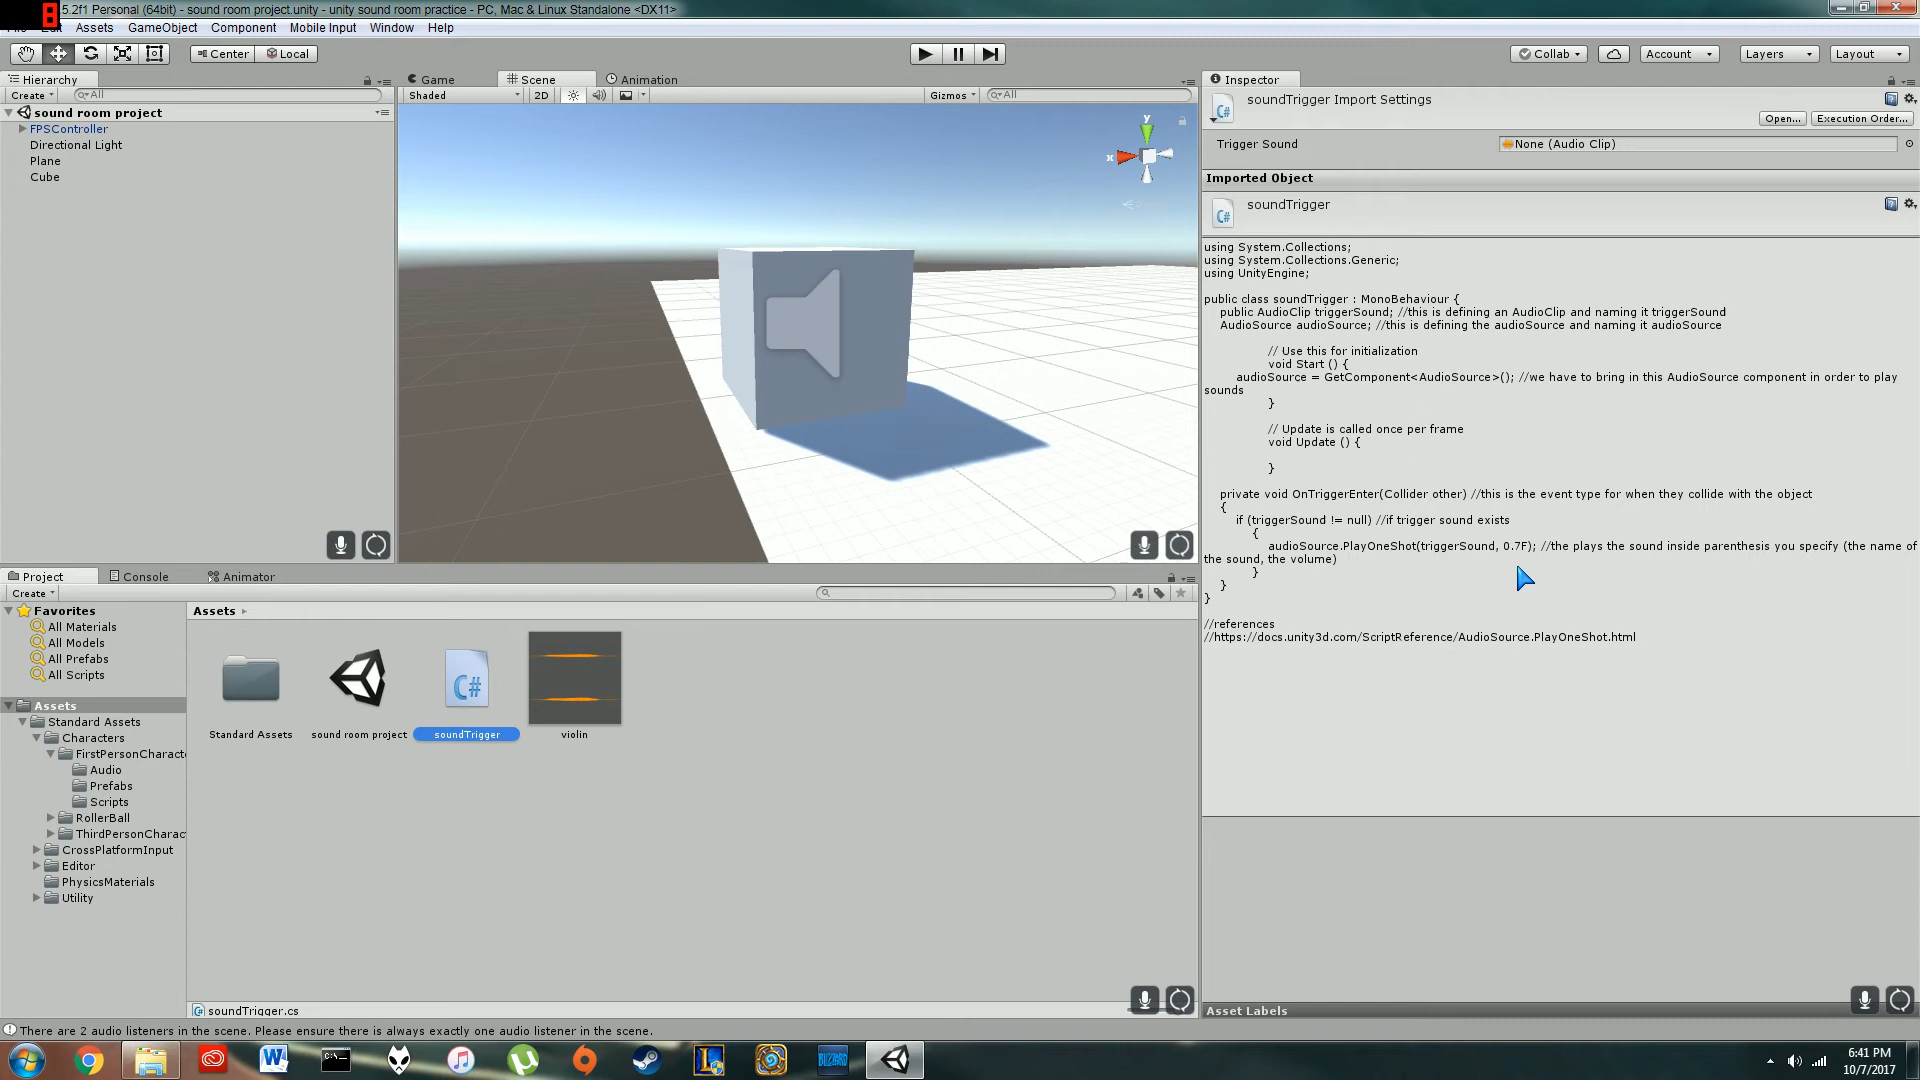 8
5.2f1 Personal (64bit) - sound room project.unity - unity sound room practice - PC, Mac & Linux Standalone <DX11>
Assets GameObject Component Mobile Input Window Help
Center Local
Collab Account Layers Layout
Hierarchy
Create All
sound room project
FPSController
Directional Light
Plane
Cube
Game Scene Animation
Shaded 2D Gizmos All
y
x
Inspector
soundTrigger Import Settings
Open... Execution Order...
Trigger Sound None (Audio Clip)
Imported Object
soundTrigger
using System.Collections;
using System.Collections.Generic;
using UnityEngine;
public class soundTrigger : MonoBehaviour {
public AudioClip triggerSound; //this is defining an AudioClip and naming it triggerSound
AudioSource audioSource; //this is defining the audioSource and naming it audioSource
// Use this for initialization
void Start () {
audioSource = GetComponent<AudioSource>(); //we have to bring in this AudioSource component in order to play
sounds
}
// Update is called once per frame
void Update () {
}
private void OnTriggerEnter(Collider other) //this is the event type for when they collide with the object
{
if (triggerSound != null) //if trigger sound exists
{
audioSource.PlayOneShot(triggerSound, 0.7F); //the plays the sound inside parenthesis you specify (the name of
the sound, the volume)
}
}
}
//references
//https://docs.unity3d.com/ScriptReference/AudioSource.PlayOneShot.html
Asset Labels
Project Console Animator
Create
Favorites
All Materials
All Models
All Prefabs
All Scripts
Assets
Standard Assets
Characters
FirstPersonCharacte
Audio
Prefabs
Scripts
RollerBall
ThirdPersonCharac
CrossPlatformInput
Editor
PhysicsMaterials
Utility
Assets
C#
Standard Assets sound room project soundTrigger violin
soundTrigger.cs
There are 2 audio listeners in the scene. Please ensure there is always exactly one audio listener in the scene.
6:41 PM
10/7/2017